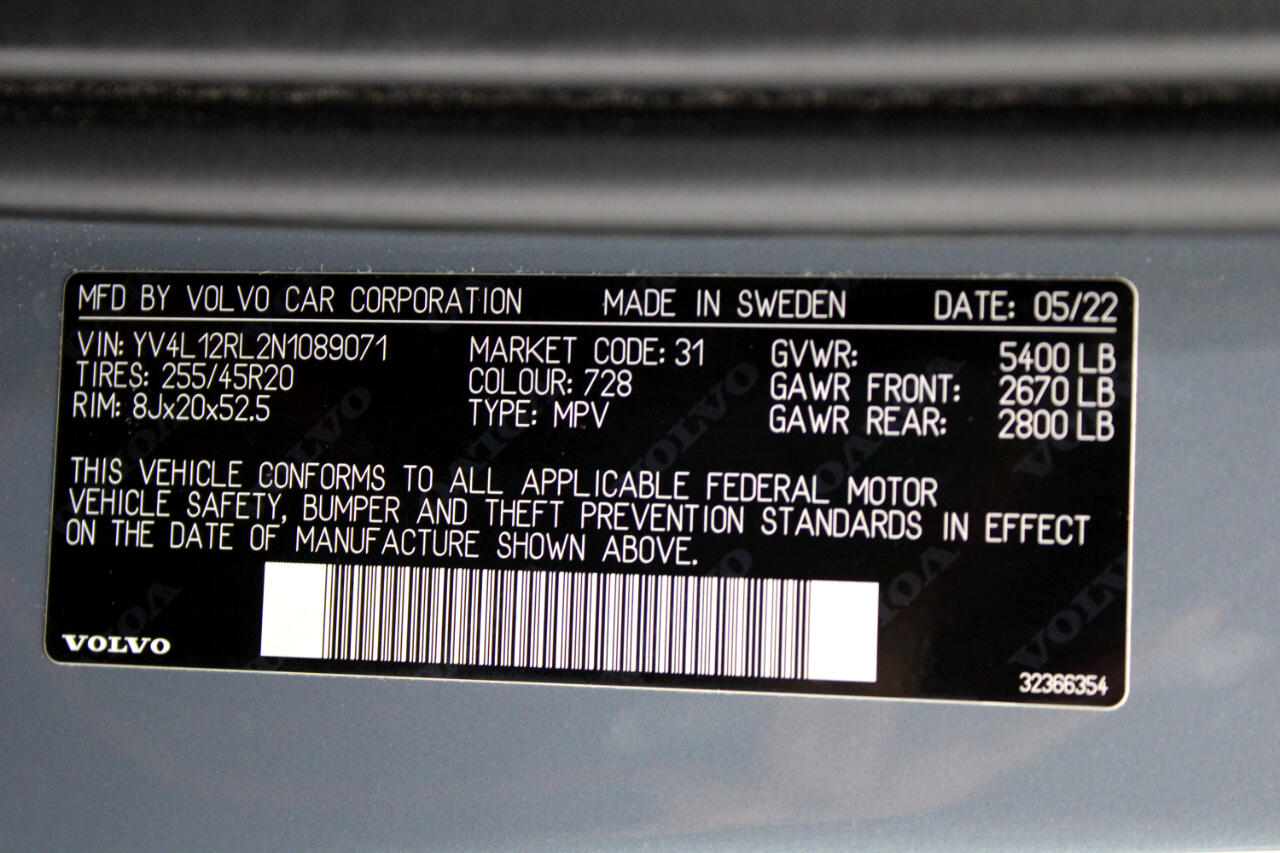 MFD BY VOLVO CAR CORPORATION MADE IN SWEDEN DATE: 05/22
VIN: YV4L12RL2N1089071 MARKET CODE: 31 GVWR: 5400 LB
TIRES: 255/45R20 COLOUR: 728 GAWR FRONT: 2670 LB
RIM: 8Jx20x52.5 TYPE: MPV GAWR REAR: 2800 LB
THIS VEHICLE CONFORMS TO ALL APPLICABLE FEDERAL MOTOR
VEHICLE SAFETY, BUMPER AND THEFT PREVENTION STANDARDS IN EFFECT
ON THE DATE OF MANUFACTURE SHOWN ABOVE.
VOLVO
32366354